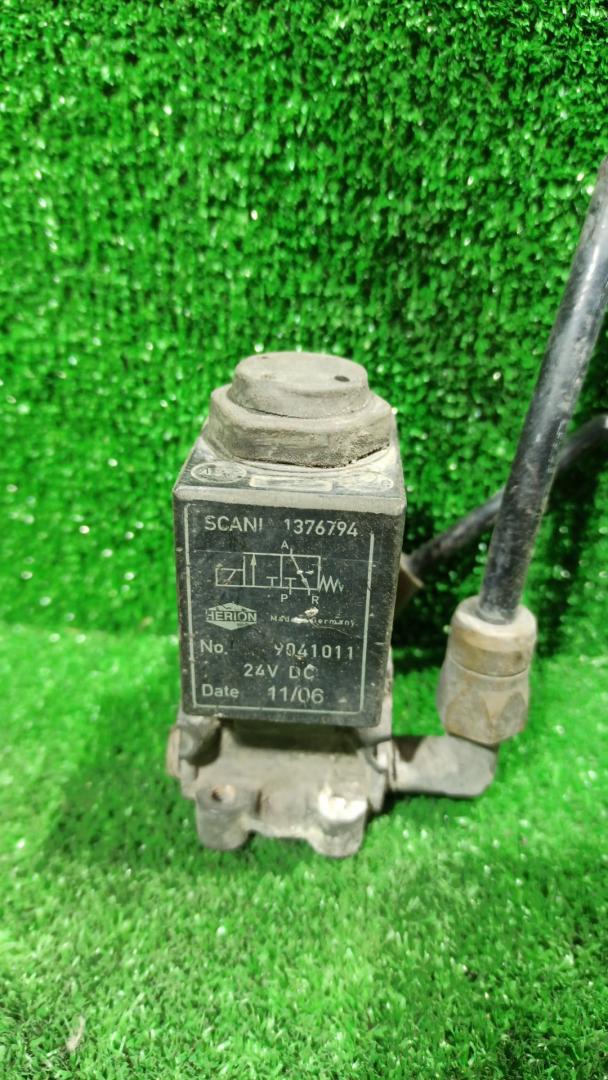 SCANI 1376794
A
T T
P R
HERION Made in Germany
No. 9041011
24V DC
Date 11/06